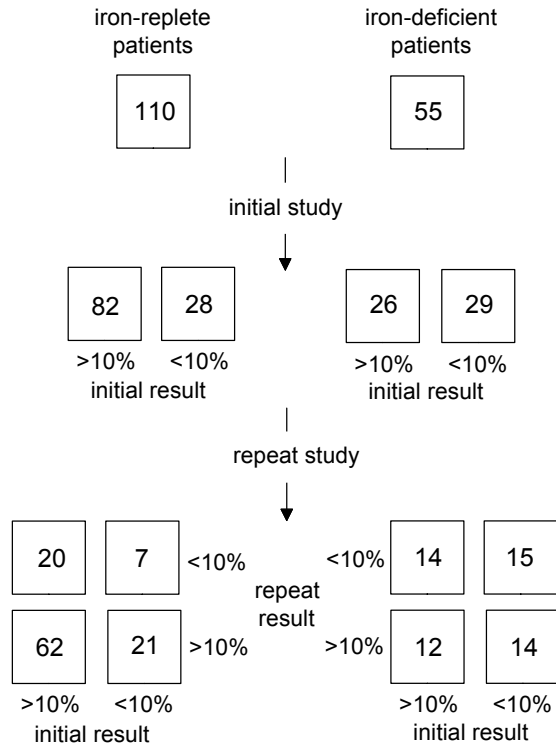 iron-replete
patients
iron-deficient
patients
110
55
initial study
82
28
26
29
>10%
<10%
>10%
<10%
initial result
initial result
repeat study
20
7
<10%
<10%
14
15
repeat
result
62
21
>10%
>10%
12
14
>10%
<10%
>10%
<10%
initial result
initial result